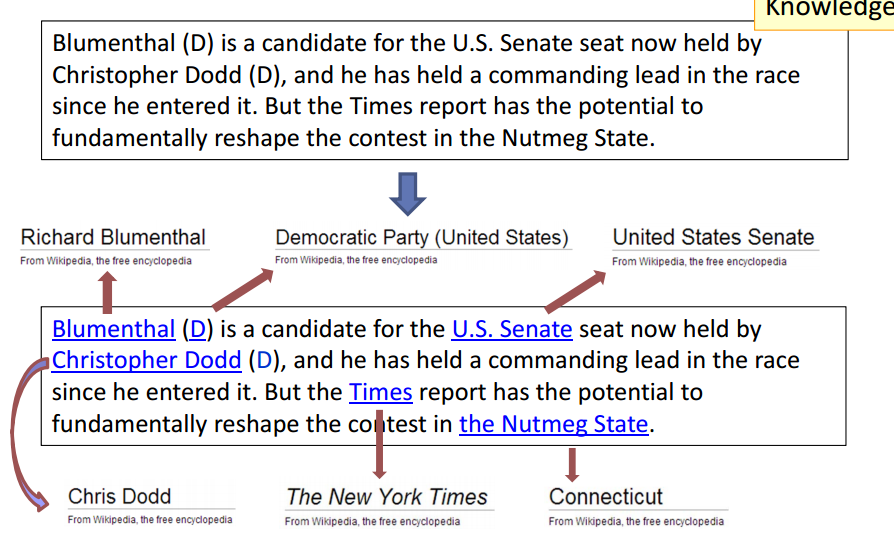 Knowledge
Blumenthal (D) is a candidate for the U.S. Senate seat now held by
Christopher Dodd (D), and he has held a commanding lead in the race
since he entered it. But the Times report has the potential to
fundamentally reshape the contest in the Nutmeg State.
Richard Blumenthal
From Wikipedia, the free encyclopedia
Democratic Party (United States)
From Wikipedia, the free encyclopedia
United States Senate
From Wikipedia, the free encyclopedia
Blumenthal (D) is a candidate for the U.S. Senate seat now held by
Christopher Dodd (D), and he has held a commanding lead in the race
since he entered it. But the Times report has the potential to
fundamentally reshape the contest in the Nutmeg State.
Chris Dodd
From Wikipedia, the free encyclopedia
The New York Times
From Wikipedia, the free encyclopedia
Connecticut
From Wikipedia, the free encyclopedia